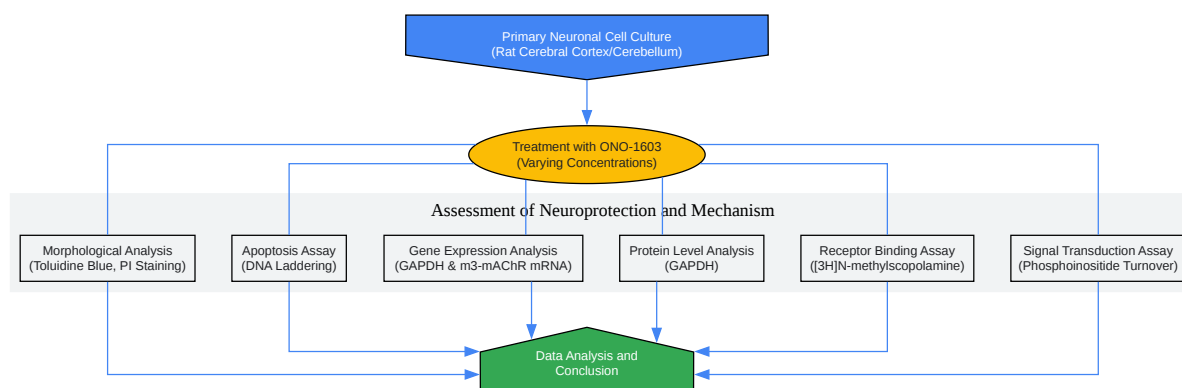 Primary Neuronal Cell Culture
(Rat Cerebral Cortex/Cerebellum)
Treatment with ONO-1603
(Varying Concentrations)
Assessment of Neuroprotection and Mechanism
Morphological Analysis
(Toluidine Blue, PI Staining)
Apoptosis Assay
(DNA Laddering)
Gene Expression Analysis
(GAPDH & m3-mAChR mRNA)
Protein Level Analysis
(GAPDH)
Receptor Binding Assay
([3H]N-methylscopolamine)
Signal Transduction Assay
(Phosphoinositide Turnover)
Data Analysis and
Conclusion